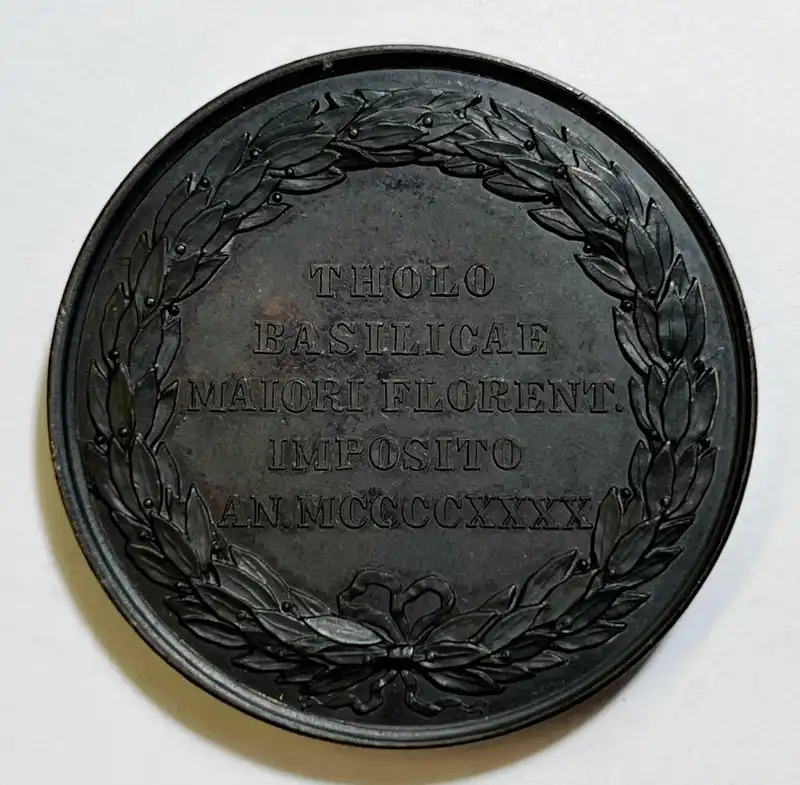 THOLO
BASILICAE
MAIORI FLORENT.
IMPOSITO
AN. MCCCCXXXX